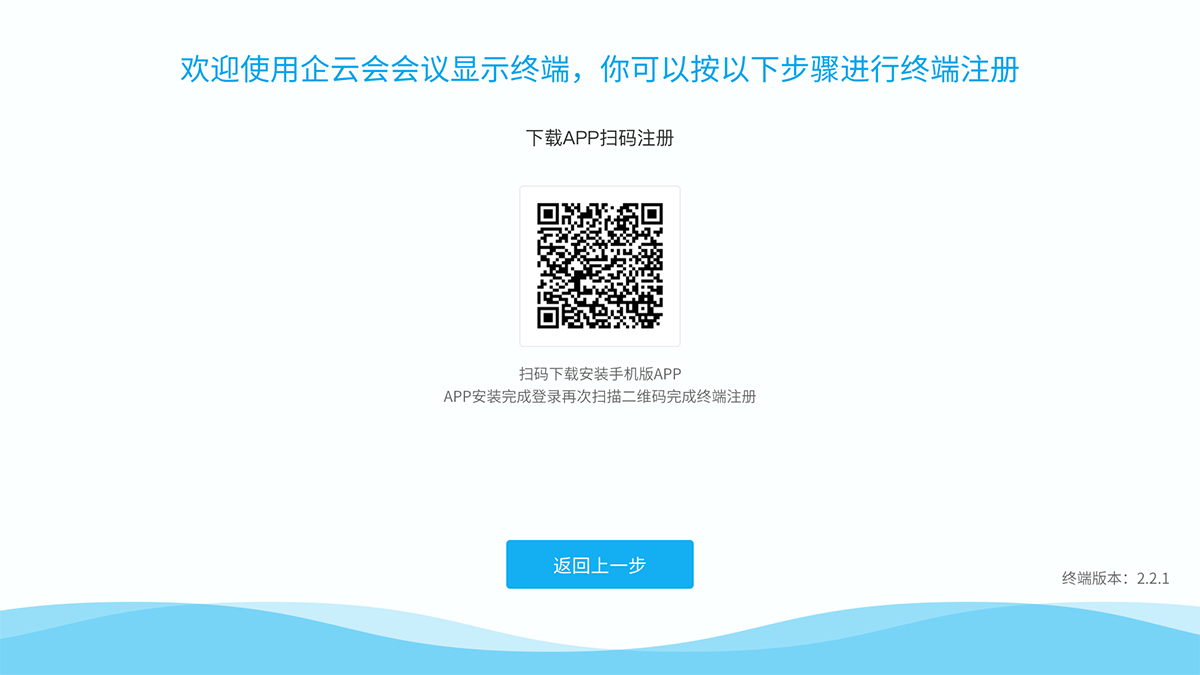 欢迎使用企云会会议显示终端，你可以按以下步骤进行终端注册
下载APP扫码注册
扫码下载安装手机版APP
APP安装完成登录再次扫描二维码完成终端注册
返回上一步
终端版本：2.2.1